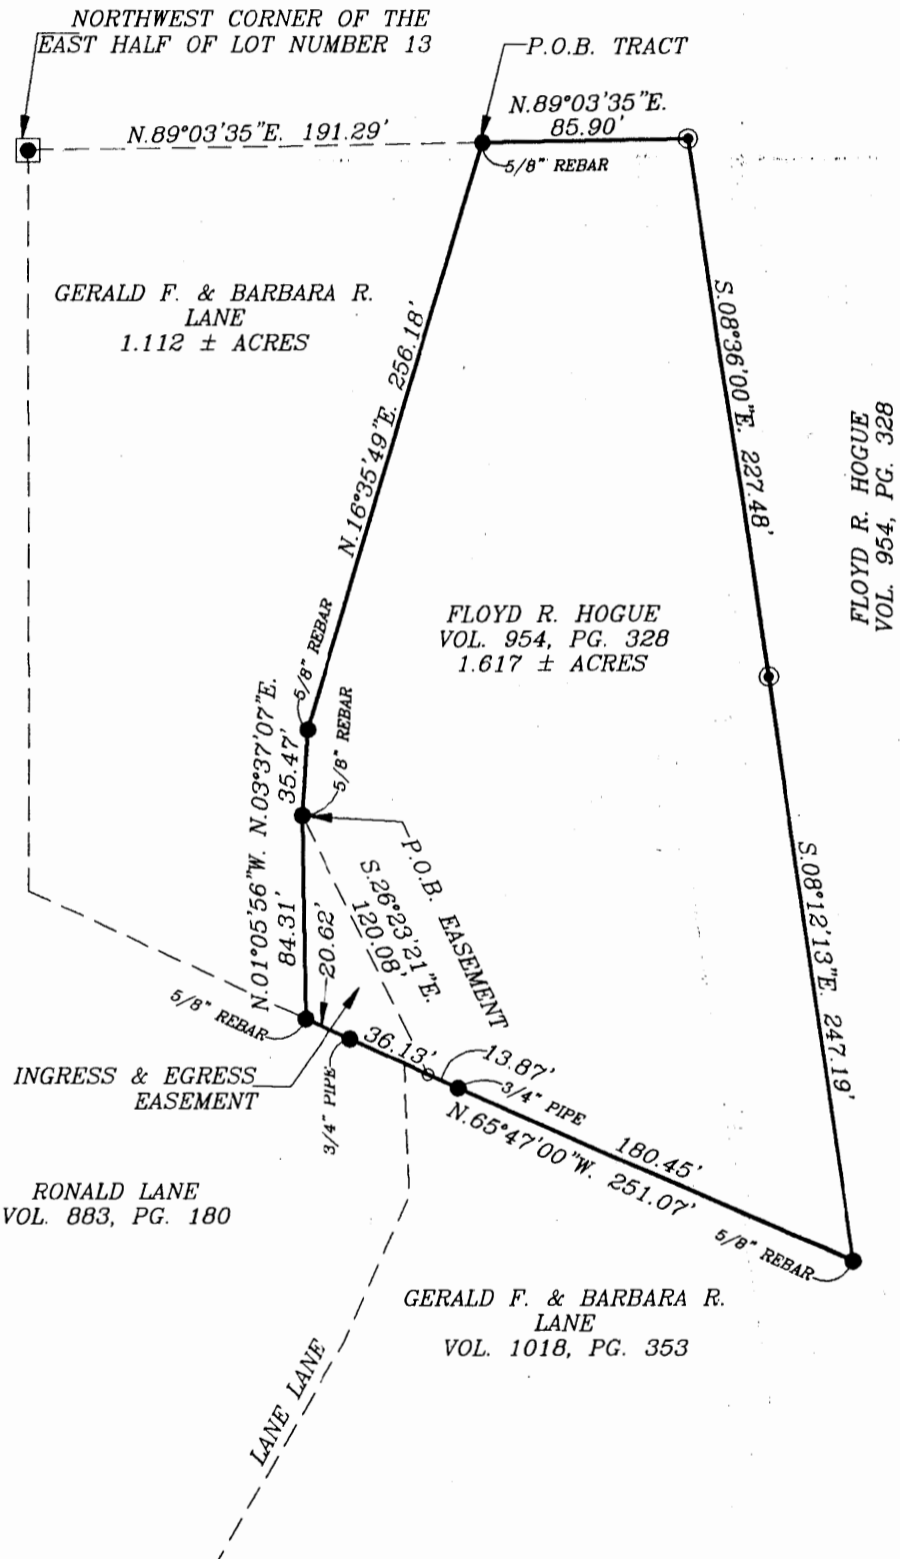 NORTHWEST CORNER OF THE
EAST HALF OF LOT NUMBER 13
P.O.B. TRACT
N.89°03'35"E. 191.29'
N.89°03'35"E.
85.90'
5/8" REBAR
GERALD F. & BARBARA R.
LANE
1.112 ± ACRES
N.16°35'49"E. 256.18'
S.08°36'00"E. 227.48'
FLOYD R. HOGUE
VOL. 954, PG. 328
FLOYD R. HOGUE
VOL. 954, PG. 328
1.617 ± ACRES
5/8" REBAR
5/8" REBAR
N.01°05'56"W. N.03°37'07"E.
84.31' 35.47'
P.O.B. EASEMENT
S.26°23'21"E.
120.08'
20.62'
S.08°12'13"E. 247.19'
5/8" REBAR
36.13'
13.87'
INGRESS & EGRESS
EASEMENT
3/4" PIPE
3/4" PIPE
180.45'
N.65°47'00"W. 251.07'
5/8" REBAR
RONALD LANE
VOL. 883, PG. 180
GERALD F. & BARBARA R.
LANE
VOL. 1018, PG. 353
LANE LANE